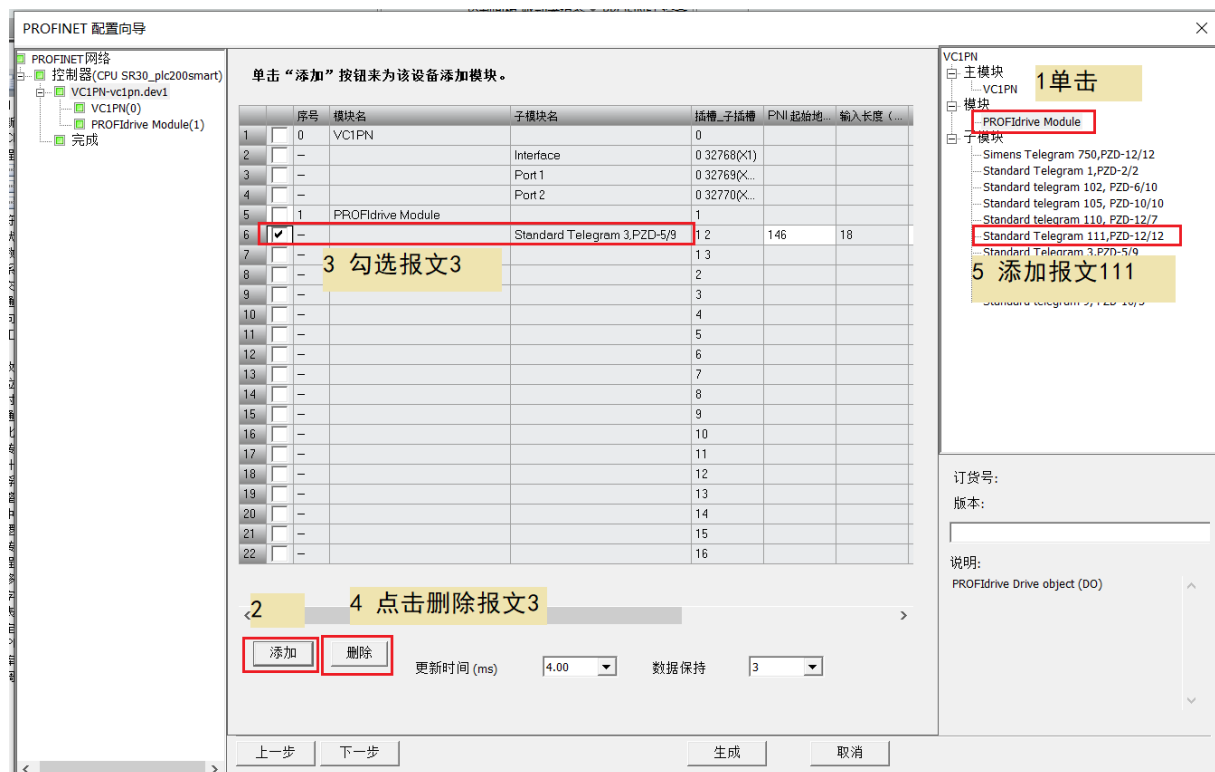 PROFINET 配置向导
PROFINET网络
控制器(CPU SR30_plc200smart)
VC1PN-vc1pn.dev1
VC1PN(0)
PROFIdrive Module(1)
完成
单击“添加”按钮来为该设备添加模块。
序号 模块名 子模块名 插槽_子插槽 PNI 起始地... 输入长度 (...
1 0 VC1PN 0
2 – Interface 0 32768(X1)
3 – Port 1 0 32769(X...
4 – Port 2 0 32770(X...
5 1 PROFIdrive Module 1
6 – Standard Telegram 3,PZD-5/9 1 2 146 18
7 – 1 3
8 – 2
9 – 3
10 – 4
11 – 5
12 – 6
13 – 7
14 – 8
15 – 9
16 – 10
17 – 11
18 – 12
19 – 13
20 – 14
21 – 15
22 – 16
3 勾选报文3
2
4 点击删除报文3
添加
删除
更新时间 (ms)
4.00
数据保持
3
上一步
下一步
生成
取消
VC1PN
主模块
VC1PN
1单击
模块
PROFIdrive Module
子模块
Simens Telegram 750,PZD-12/12
Standard Telegram 1,PZD-2/2
Standard telegram 102, PZD-6/10
Standard telegram 105, PZD-10/10
Standard telegram 110, PZD-12/7
Standard Telegram 111,PZD-12/12
Standard Telegram 3,PZD-5/9
5 添加报文111
订货号:
版本:
说明:
PROFIdrive Drive object (DO)